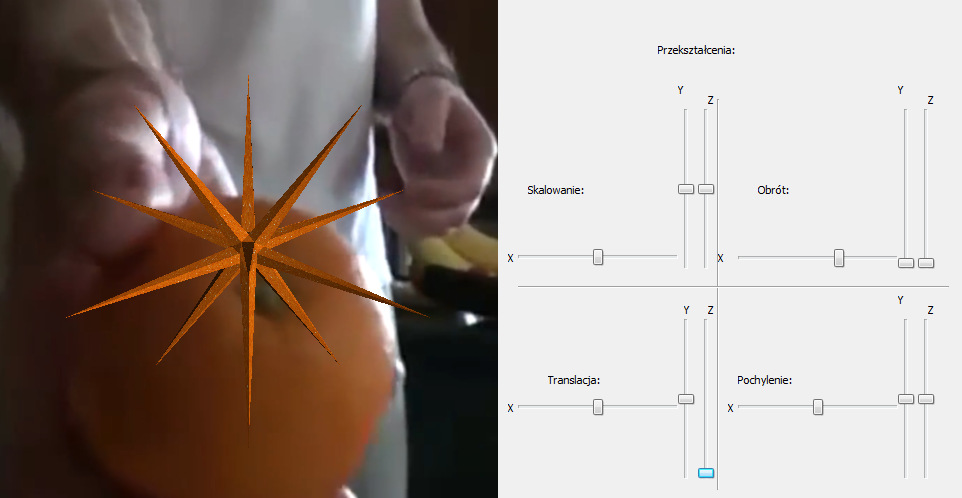 Przekształcenia:
Y
Z
Skalowanie:
X
Y
Z
Obrót:
X
Y
Z
Translacja:
X
Y
Z
Pochylenie:
X